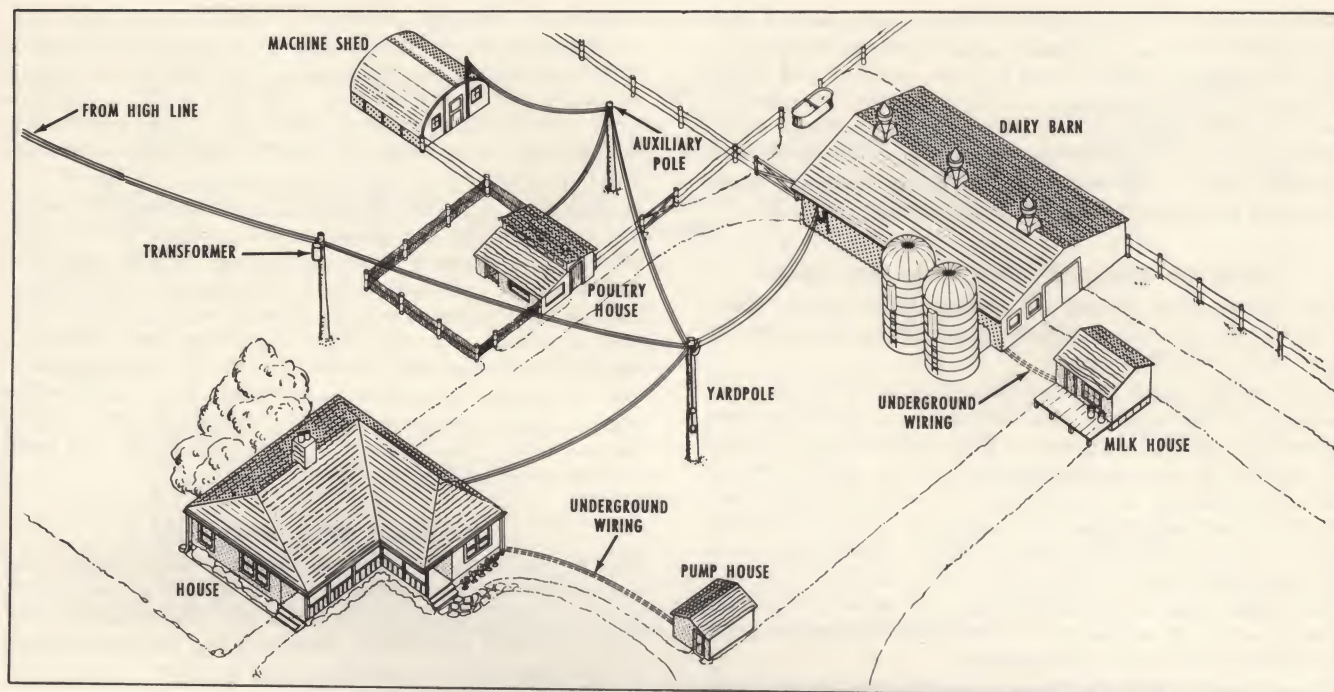 MACHINE SHED
FROM HIGH LINE
AUXILIARY
POLE
DAIRY BARN
TRANSFORMER
POULTRY
HOUSE
YARDPOLE
UNDERGROUND
WIRING
MILK HOUSE
UNDERGROUND
WIRING
PUMP HOUSE
HOUSE